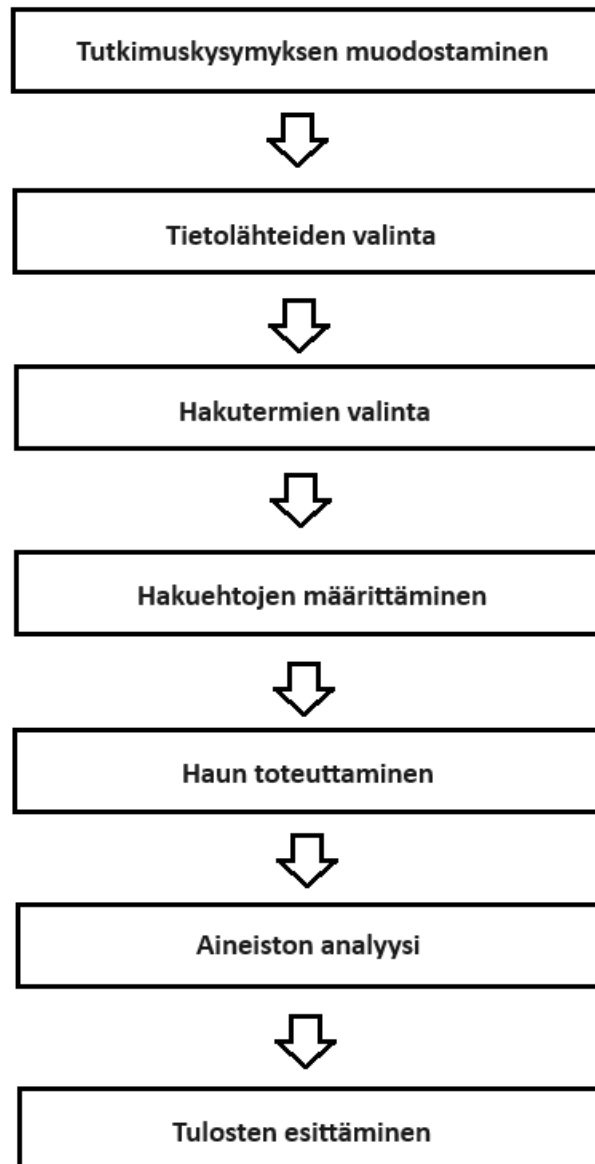 Tutkimuskysymyksen muodostaminen
Tietolähteiden valinta
Hakutermien valinta
Hakuehtojen määrittäminen
Haun toteuttaminen
Aineiston analyysi
Tulosten esittäminen